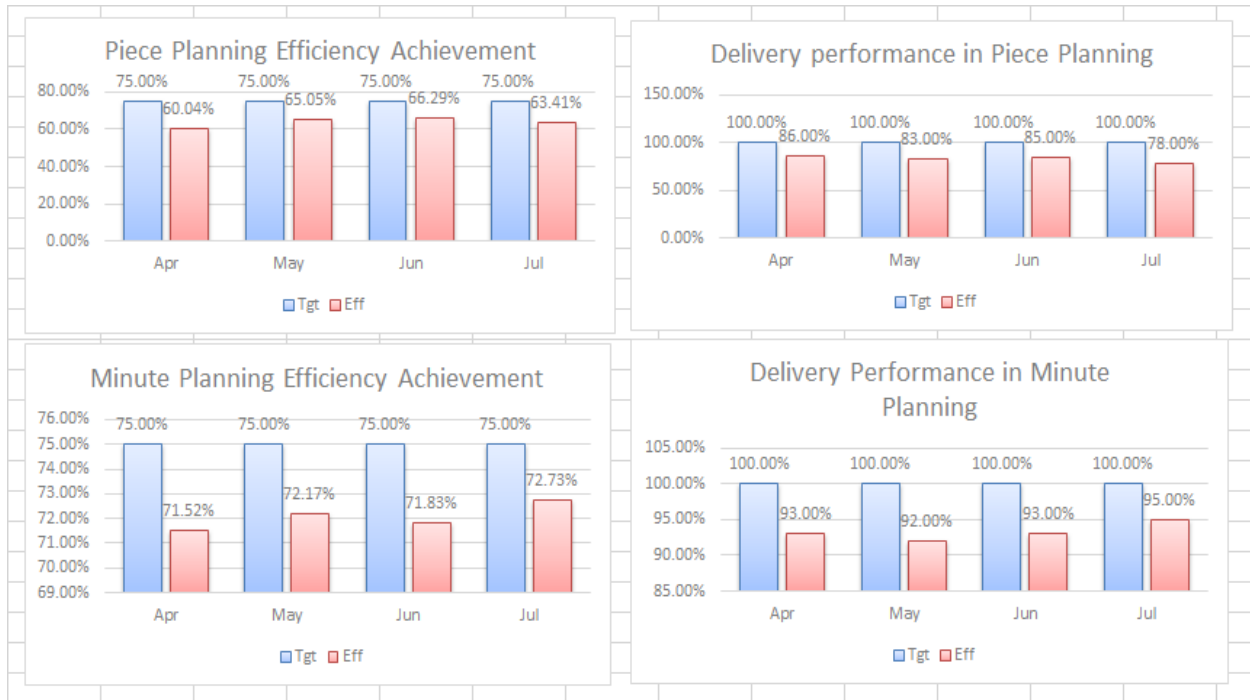 Piece Planning Efficiency Achievement
75.00% 75.00% 75.00% 75.00%
80.00%
60.04% 65.05% 66.29% 63.41%
60.00%
40.00%
20.00%
0.00%
Apr May Jun Jul
Tgt Eff
Delivery performance in Piece Planning
150.00%
100.00% 100.00% 100.00% 100.00%
86.00% 83.00% 85.00% 78.00%
100.00%
50.00%
0.00%
Apr May Jun Jul
Tgt Eff
Minute Planning Efficiency Achievement
76.00%
75.00% 75.00% 75.00% 75.00%
75.00%
74.00%
73.00%
71.52% 72.17% 71.83% 72.73%
72.00%
71.00%
70.00%
69.00%
Apr May Jun Jul
Tgt Eff
Delivery Performance in Minute
Planning
105.00%
100.00% 100.00% 100.00% 100.00%
100.00%
93.00% 92.00% 93.00% 95.00%
95.00%
90.00%
85.00%
Apr May Jun Jul
Tgt Eff